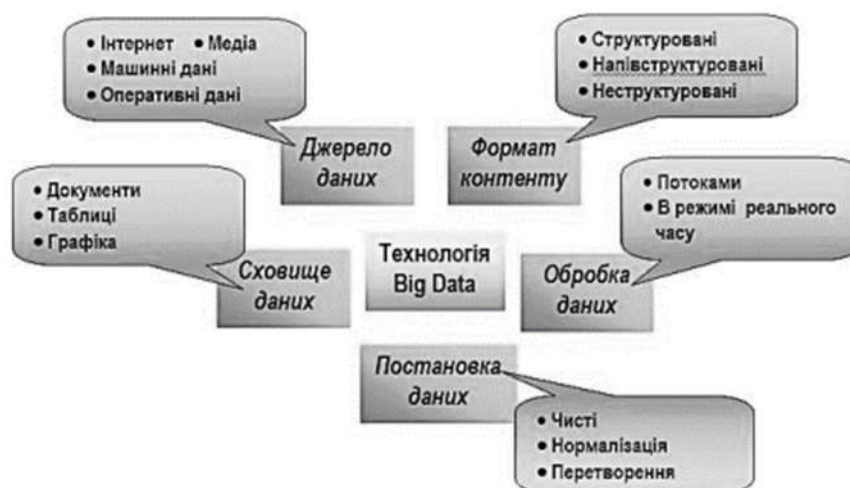 • Інтернет • Медіа
• Машинні дані
• Оперативні дані
• Структуровані
• Напівструктуровані
• Неструктуровані
Джерело
даних
Формат
контенту
• Документи
• Таблиці
• Графіка
• Потоками
• В режимі реального
часу
Сховище
даних
Технологія
Big Data
Обробка
даних
Постановка
даних
• Чисті
• Нормалізація
• Перетворення